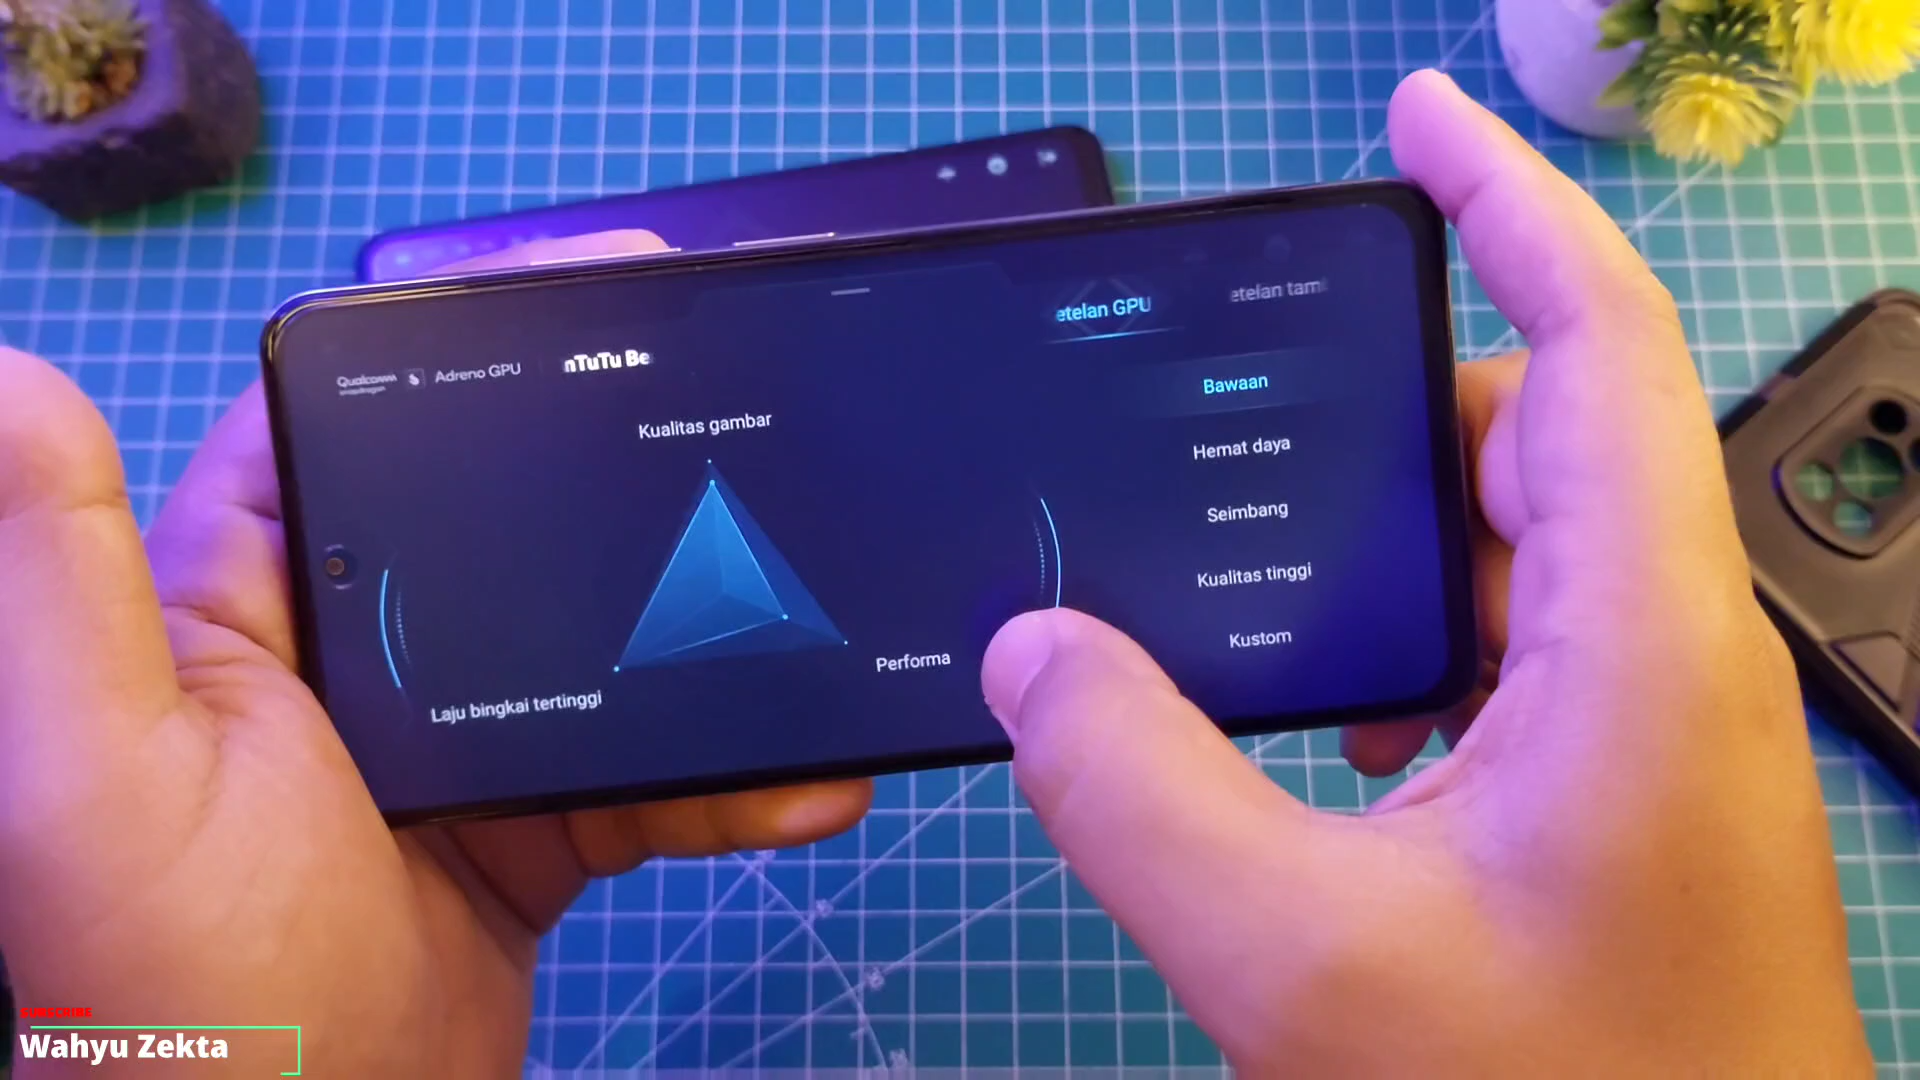 Qualcomm
snapdragon
Adreno GPU
nTuTu Be
etelan GPU
etelan tam
Kualitas gambar
Performa
Laju bingkai tertinggi
Bawaan
Hemat daya
Seimbang
Kualitas tinggi
Kustom
SUBSCRIBE
Wahyu Zekta